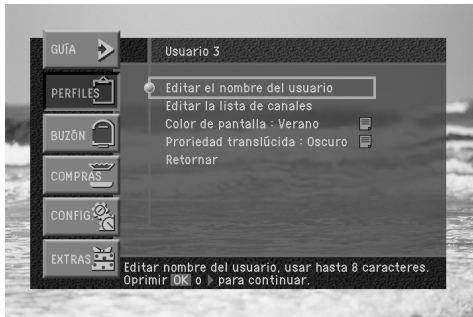 GUÍA
PERFILES
BUZÓN
COMPRAS
CONFIG
EXTRAS
Usuario 3
Editar el nombre del usuario
Editar la lista de canales
Color de pantalla : Verano
Proriedad translúcida : Oscuro
Retornar
Editar nombre del usuario, usar hasta 8 caracteres.
Oprimir OK o para continuar.